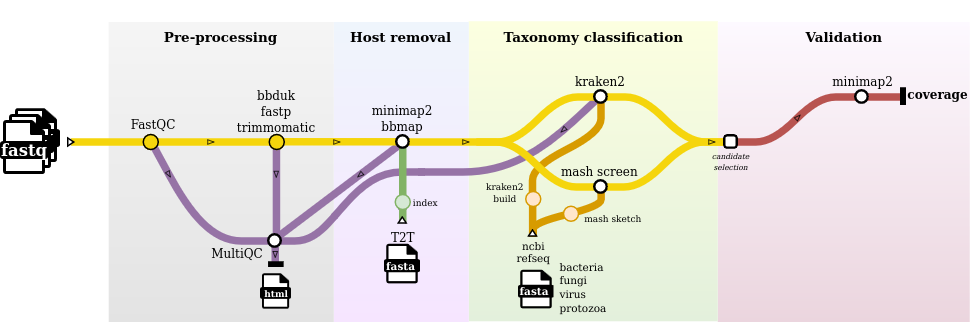 Pre-processing
Host removal
Taxonomy classification
Validation
fastq
FastQC
bbduk
fastp
trimmomatic
MultiQC
html
minimap2
bbmap
index
T2T
fasta
kraken2
mash screen
kraken2
build
mash sketch
ncbi
refseq
fasta
bacteria
fungi
virus
protozoa
candidate
selection
minimap2
coverage